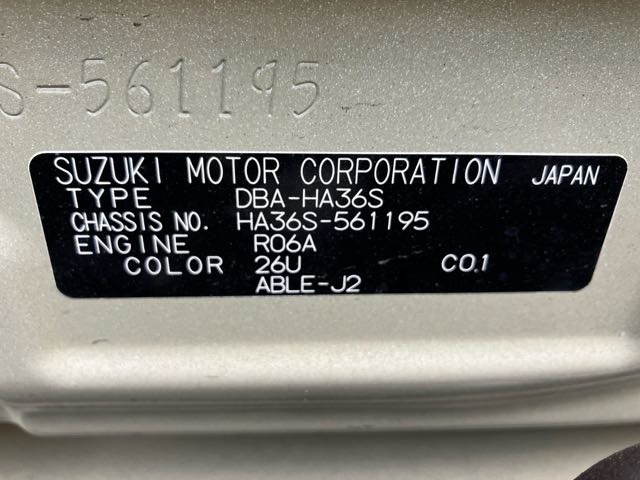 S-561195
SUZUKI MOTOR CORPORATION JAPAN
TYPE DBA-HA36S
CHASSIS NO. HA36S-561195
ENGINE R06A
COLOR 26U CO.1
ABLE-J2